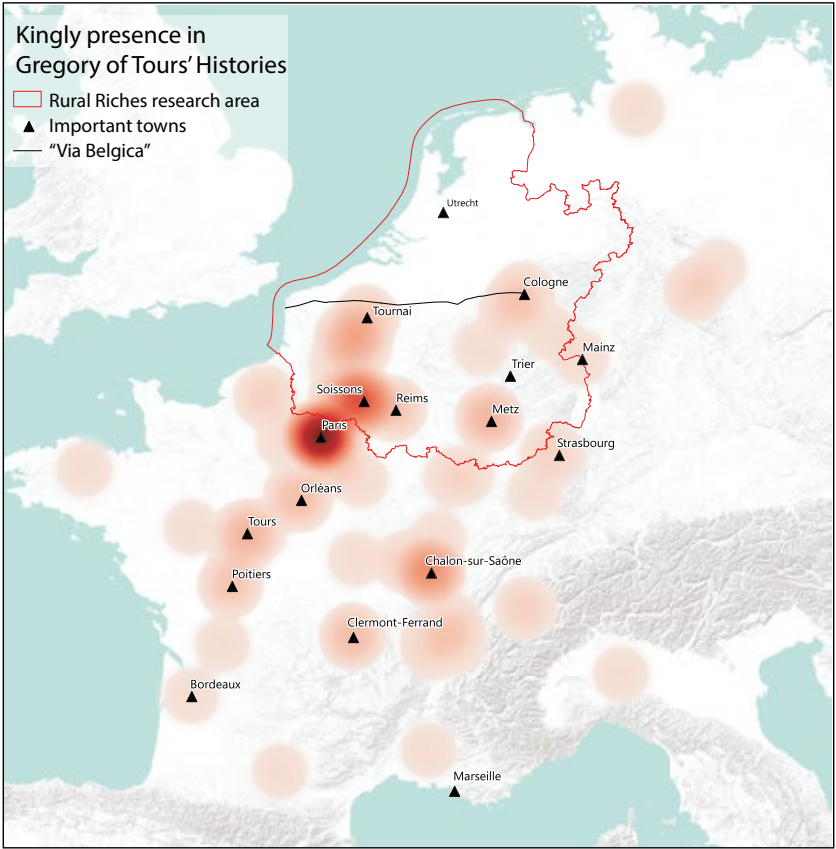 Kingly presence in
Gregory of Tours' Histories
Rural Riches research area
Important towns
"Via Belgica"
Utrecht
Cologne
Tournai
Mainz
Trier
Soissons
Reims
Metz
Paris
Strasbourg
Orléans
Tours
Chalon-sur-Saône
Poitiers
Clermont-Ferrand
Bordeaux
Marseille